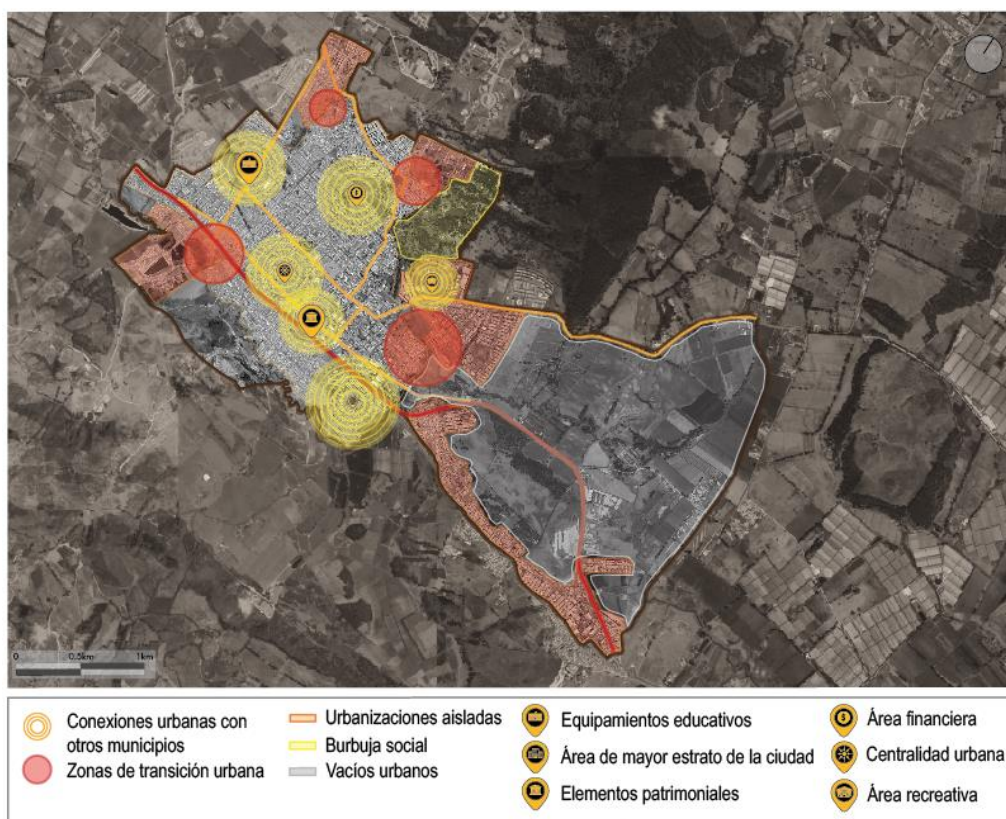 0 0.5km 1km
Conexiones urbanas con
otros municipios
Zonas de transición urbana
Urbanizaciones aisladas
Burbuja social
Vacíos urbanos
Equipamientos educativos
Área de mayor estrato de la ciudad
Elementos patrimoniales
$ Área financiera
Centralidad urbana
Área recreativa